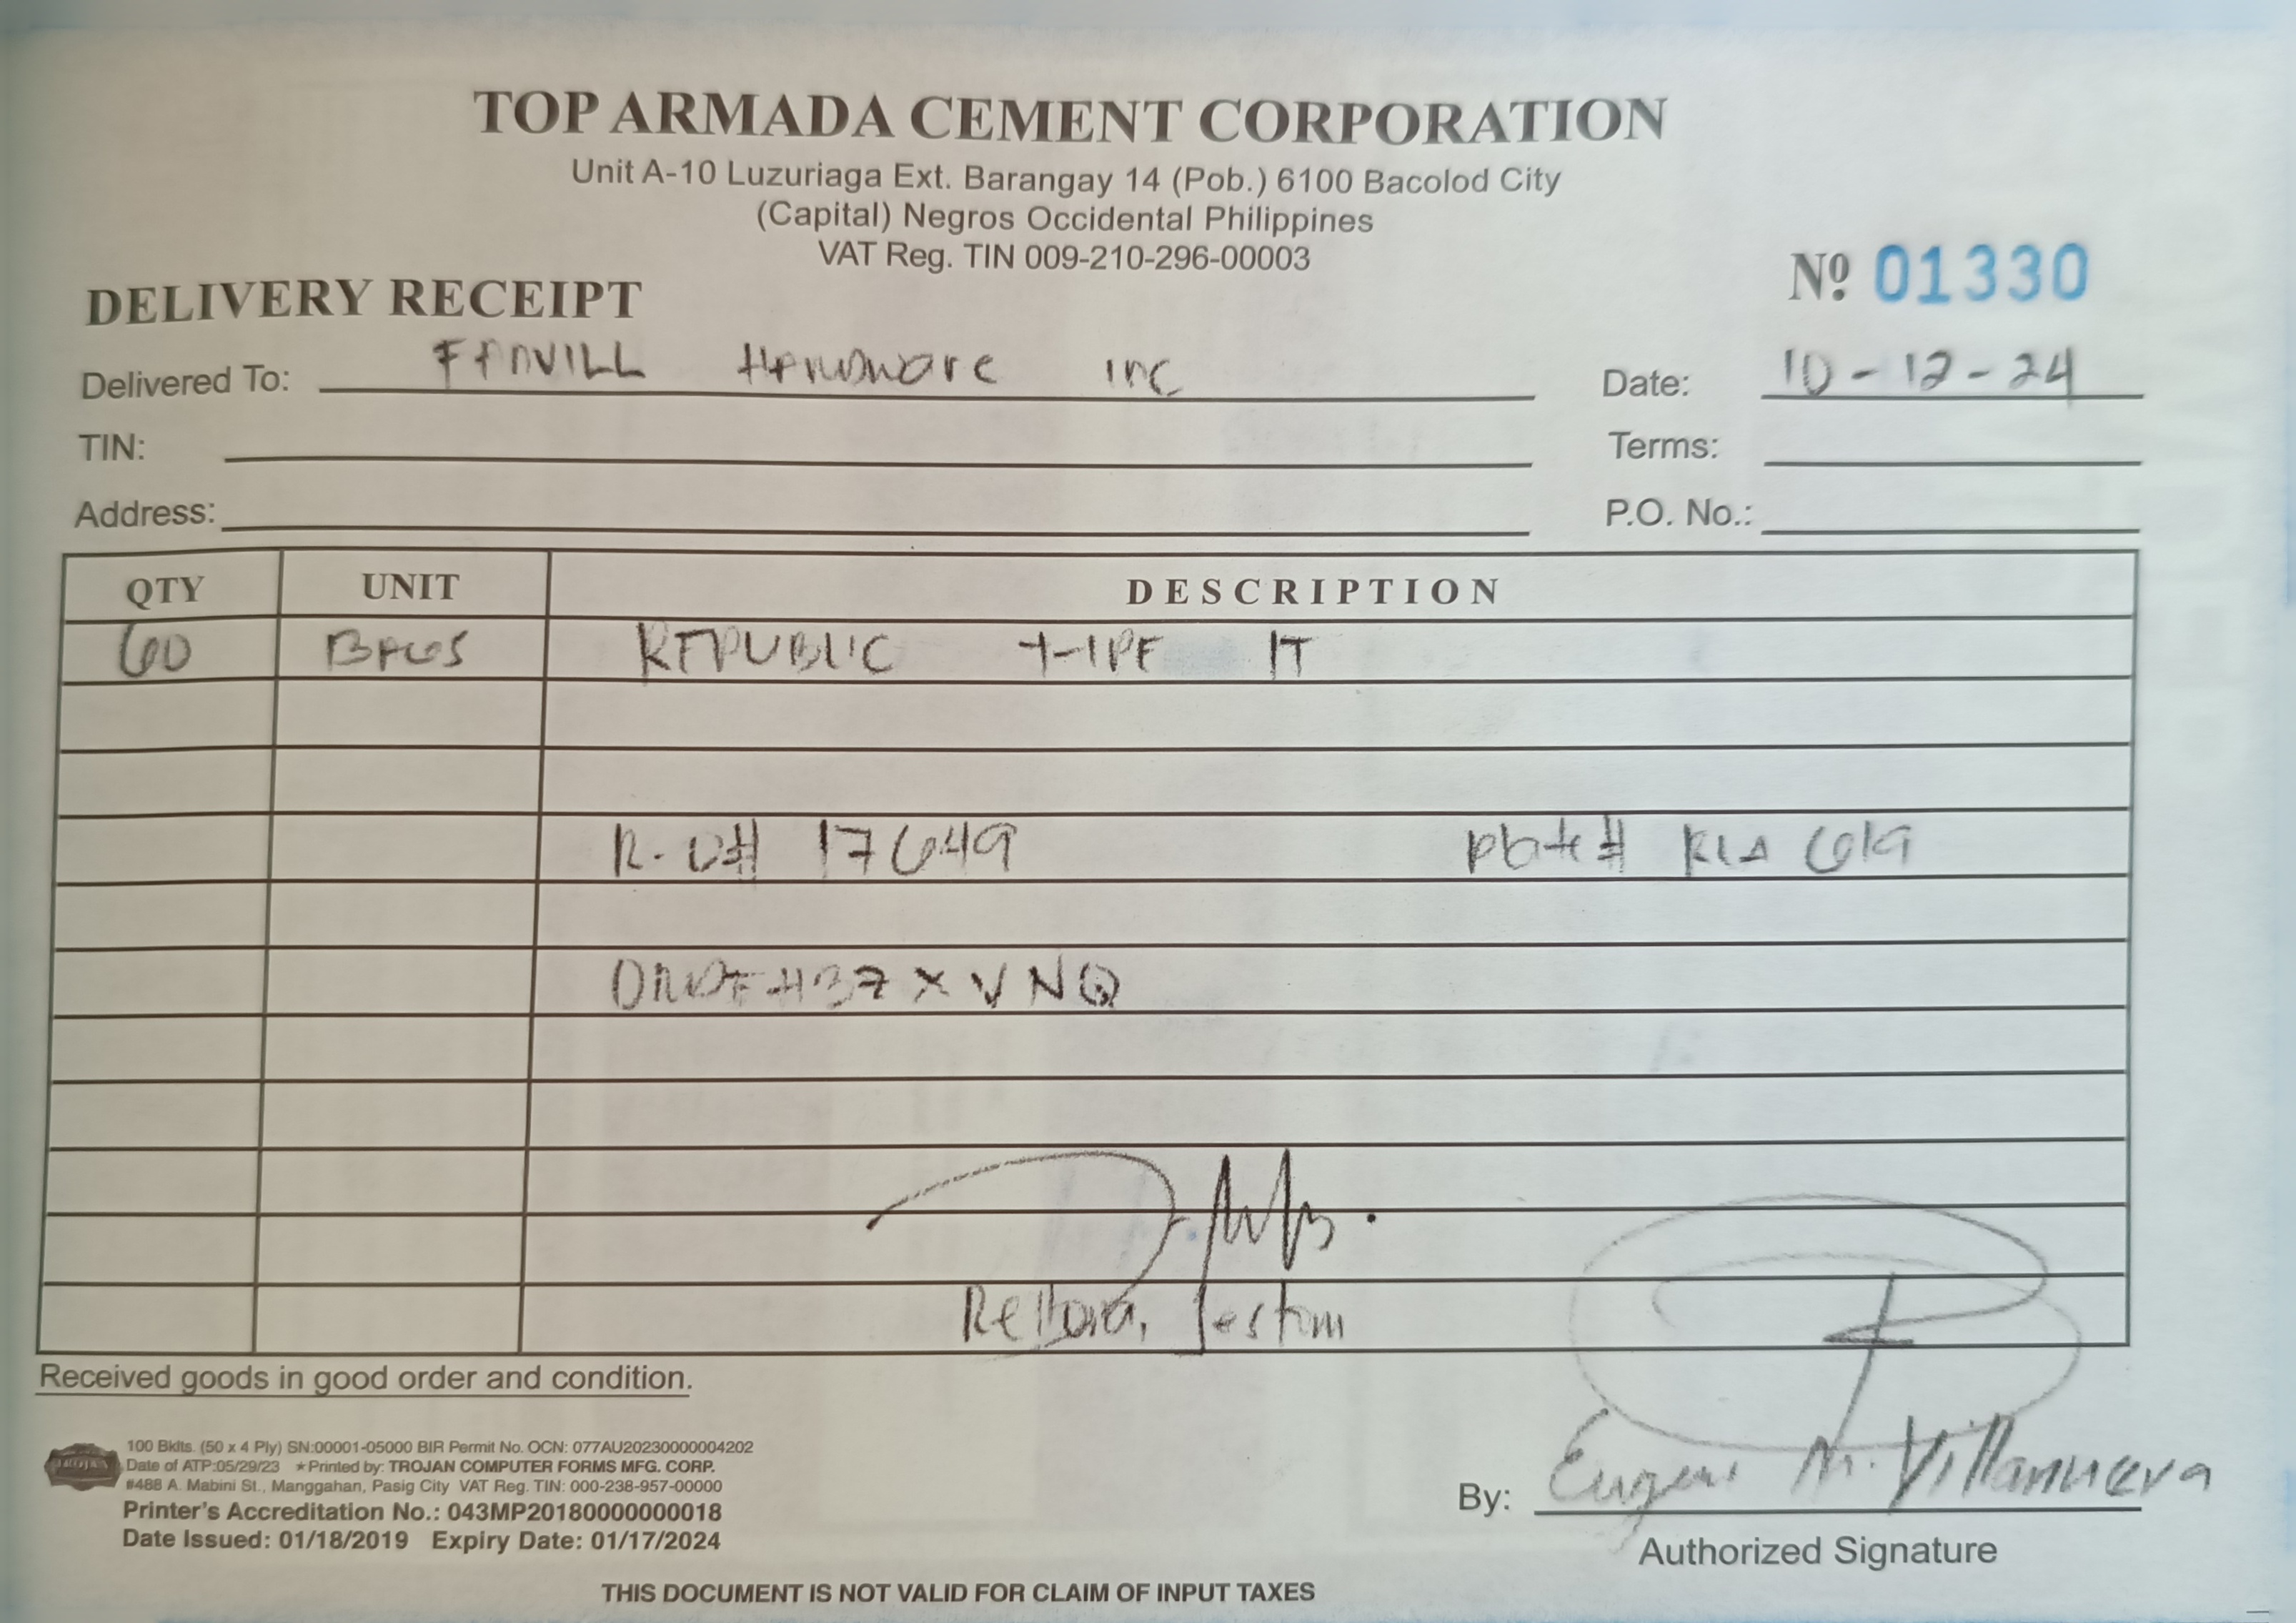 TOP ARMADA CEMENT CORPORATION
Unit A-10 Luzuriaga Ext. Barangay 14 (Pob.) 6100 Bacolod City
(Capital) Negros Occidental Philippines
VAT Reg. TIN 009-210-296-00003
DELIVERY RECEIPT
Nº 01330
Delivered To: Hardware inc
Date: 10-12-24
TIN:
Terms:
Address:
P.O. No.:
QTY UNIT DESCRIPTION
60 BAGS REPUBLIC T-1PE IT
R.O# 17649 Plate# 619
#37XVNQ
Received goods in good order and condition.
TROJAN
100 Bklts. (50 x 4 Ply) SN:00001-05000 BIR Permit No. OCN: 077AU20230000004202
Date of ATP:05/29/23 ★Printed by: TROJAN COMPUTER FORMS MFG. CORP.
#488 A. Mabini St., Manggahan, Pasig City VAT Reg. TIN: 000-238-957-00000
Printer's Accreditation No.: 043MP20180000000018
Date Issued: 01/18/2019 Expiry Date: 01/17/2024
By: M. Villanueva
Authorized Signature
THIS DOCUMENT IS NOT VALID FOR CLAIM OF INPUT TAXES